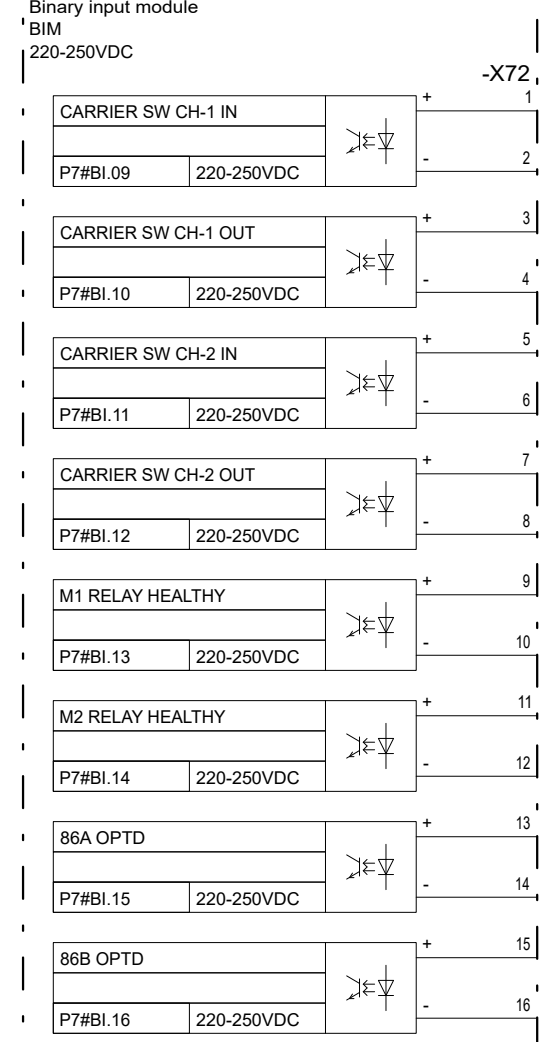 Binary input module
BIM
220-250VDC
-X72
CARRIER SW CH-1 IN + 1
P7#BI.09 220-250VDC - 2
CARRIER SW CH-1 OUT + 3
P7#BI.10 220-250VDC - 4
CARRIER SW CH-2 IN + 5
P7#BI.11 220-250VDC - 6
CARRIER SW CH-2 OUT + 7
P7#BI.12 220-250VDC - 8
M1 RELAY HEALTHY + 9
P7#BI.13 220-250VDC - 10
M2 RELAY HEALTHY + 11
P7#BI.14 220-250VDC - 12
86A OPTD + 13
P7#BI.15 220-250VDC - 14
86B OPTD + 15
P7#BI.16 220-250VDC - 16